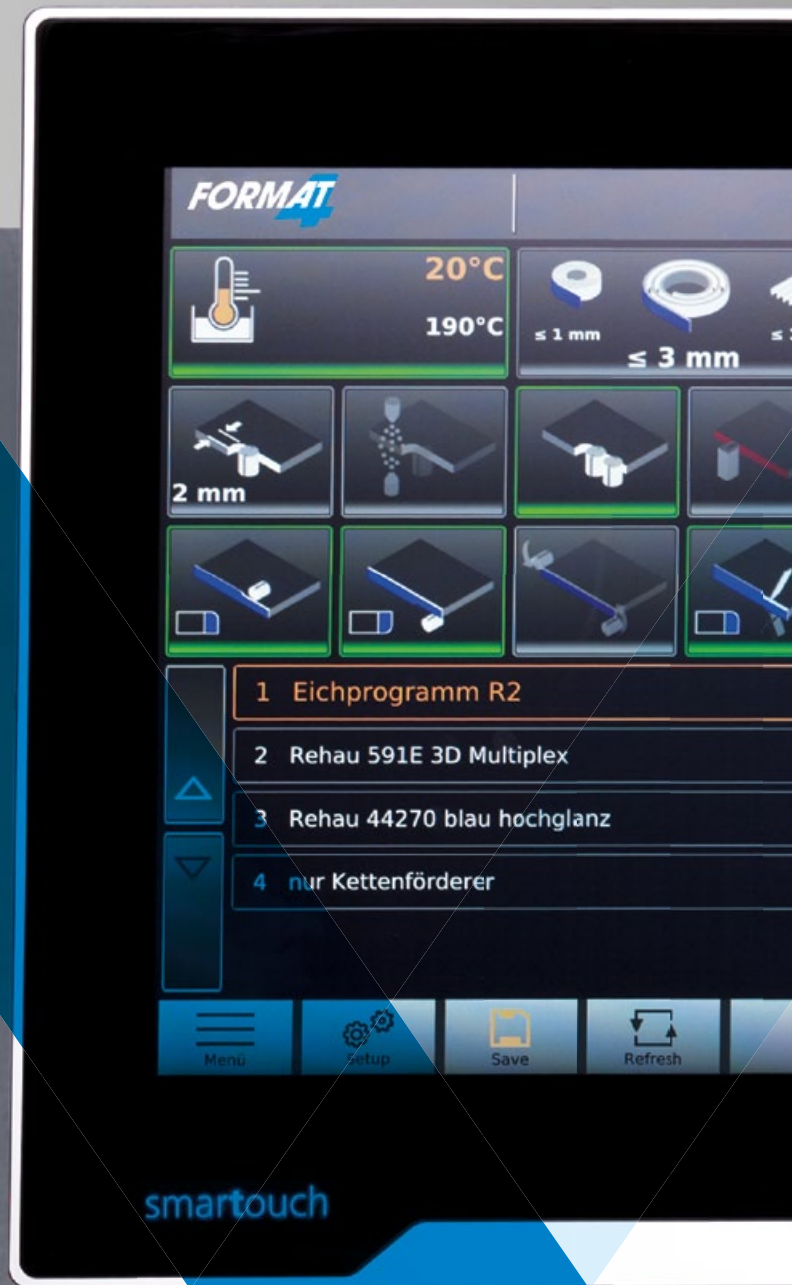 FORMAT4
20°C
190°C
≤ 1 mm
≤ 3 mm
2 mm
1 Eichprogramm R2
2 Rehau 591E 3D Multiplex
3 Rehau 44270 blau hochglanz
4 nur Kettenförderer
Menü
Setup
Save
Refresh
smartouch